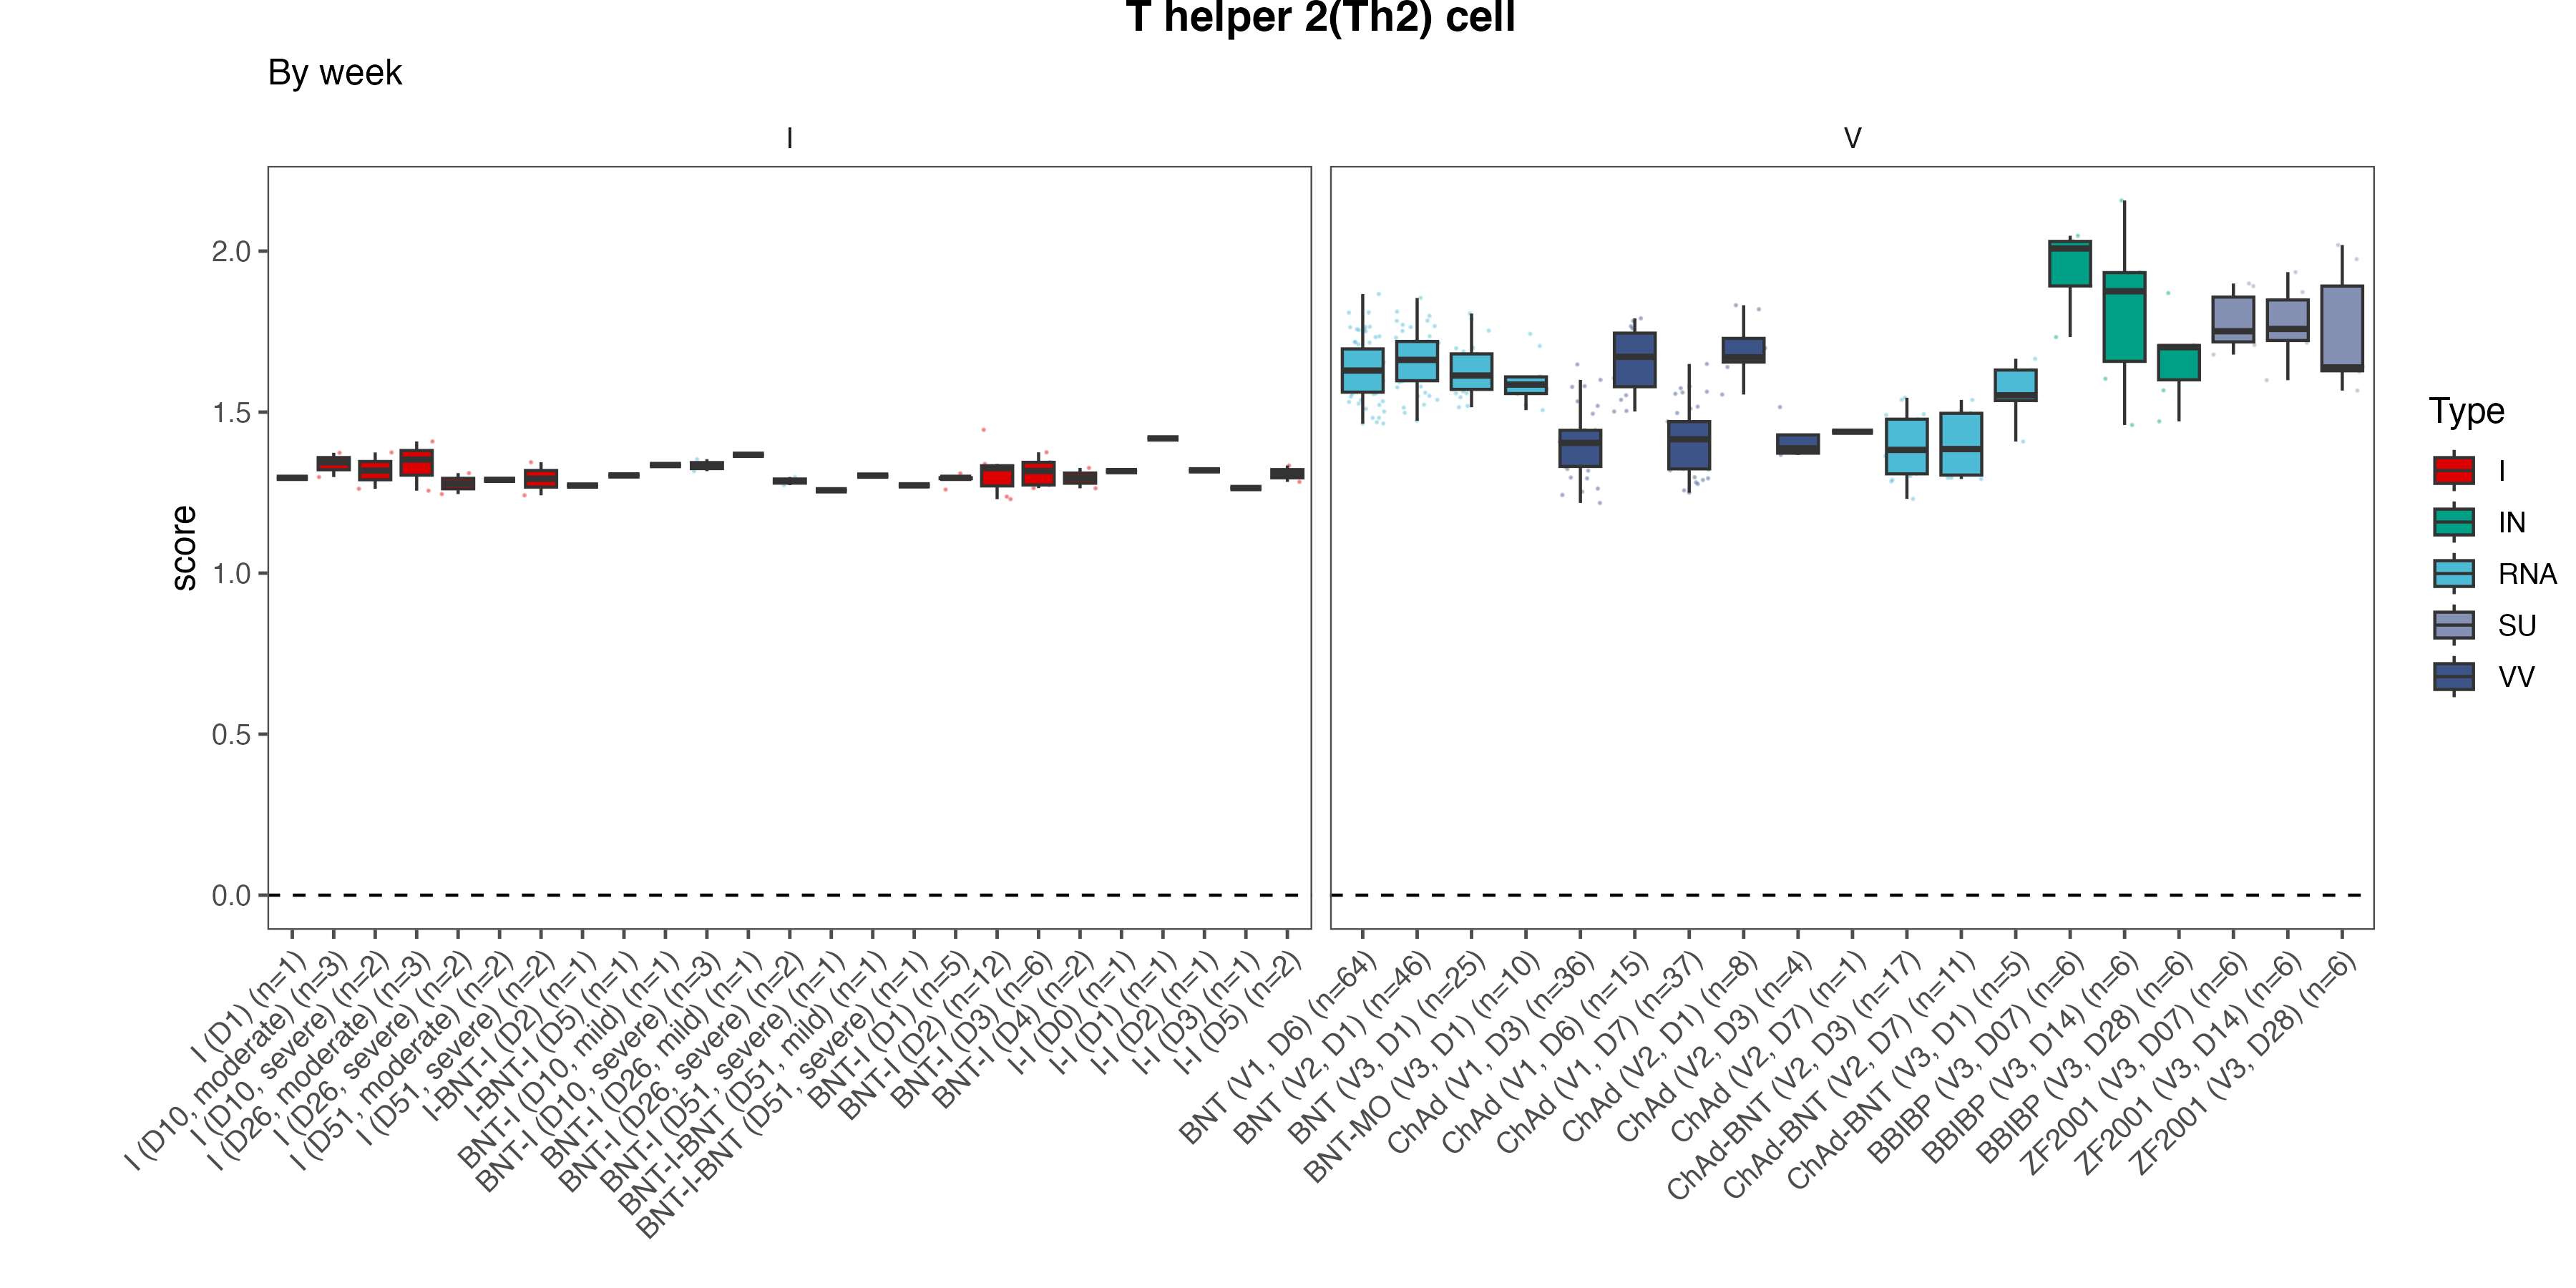 T helper 2(Th2) cell
By week
I
V
score
2.0
1.5
1.0
0.5
0.0
I (D1) (n=1)
I (D10, moderate) (n=3)
I (D10, severe) (n=2)
I (D26, moderate) (n=3)
I (D26, severe) (n=2)
I (D51, moderate) (n=2)
I (D51, severe) (n=2)
I-BNT-I (D2) (n=1)
I-BNT-I (D5) (n=1)
BNT-I (D10, mild) (n=1)
BNT-I (D10, severe) (n=3)
BNT-I (D26, mild) (n=1)
BNT-I (D26, severe) (n=2)
BNT-I (D51, severe) (n=1)
BNT-I-BNT (D51, mild) (n=1)
BNT-I-BNT (D51, severe) (n=1)
BNT-I (D1) (n=5)
BNT-I (D2) (n=12)
BNT-I (D3) (n=6)
BNT-I (D4) (n=2)
I-I (D0) (n=1)
I-I (D1) (n=1)
I-I (D2) (n=1)
I-I (D3) (n=1)
I-I (D5) (n=2)
BNT (V1, D6) (n=64)
BNT (V2, D1) (n=46)
BNT (V3, D1) (n=25)
BNT-MO (V3, D1) (n=10)
ChAd (V1, D3) (n=36)
ChAd (V1, D6) (n=15)
ChAd (V1, D7) (n=37)
ChAd (V2, D1) (n=8)
ChAd (V2, D3) (n=4)
ChAd (V2, D7) (n=1)
ChAd-BNT (V2, D3) (n=17)
ChAd-BNT (V2, D7) (n=11)
ChAd-BNT (V3, D1) (n=5)
BBIBP (V3, D07) (n=6)
BBIBP (V3, D14) (n=6)
BBIBP (V3, D28) (n=6)
ZF2001 (V3, D07) (n=6)
ZF2001 (V3, D14) (n=6)
ZF2001 (V3, D28) (n=6)
Type
I
IN
RNA
SU
VV